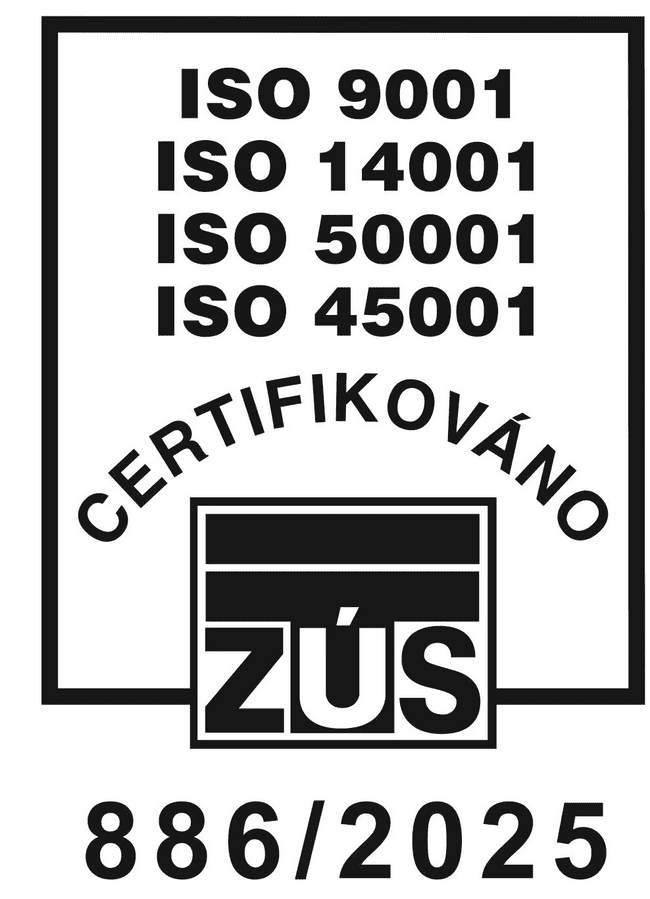 ISO 9001
ISO 14001
ISO 50001
ISO 45001
CERTIFIKOVÁNO
ZÚS
886/2025